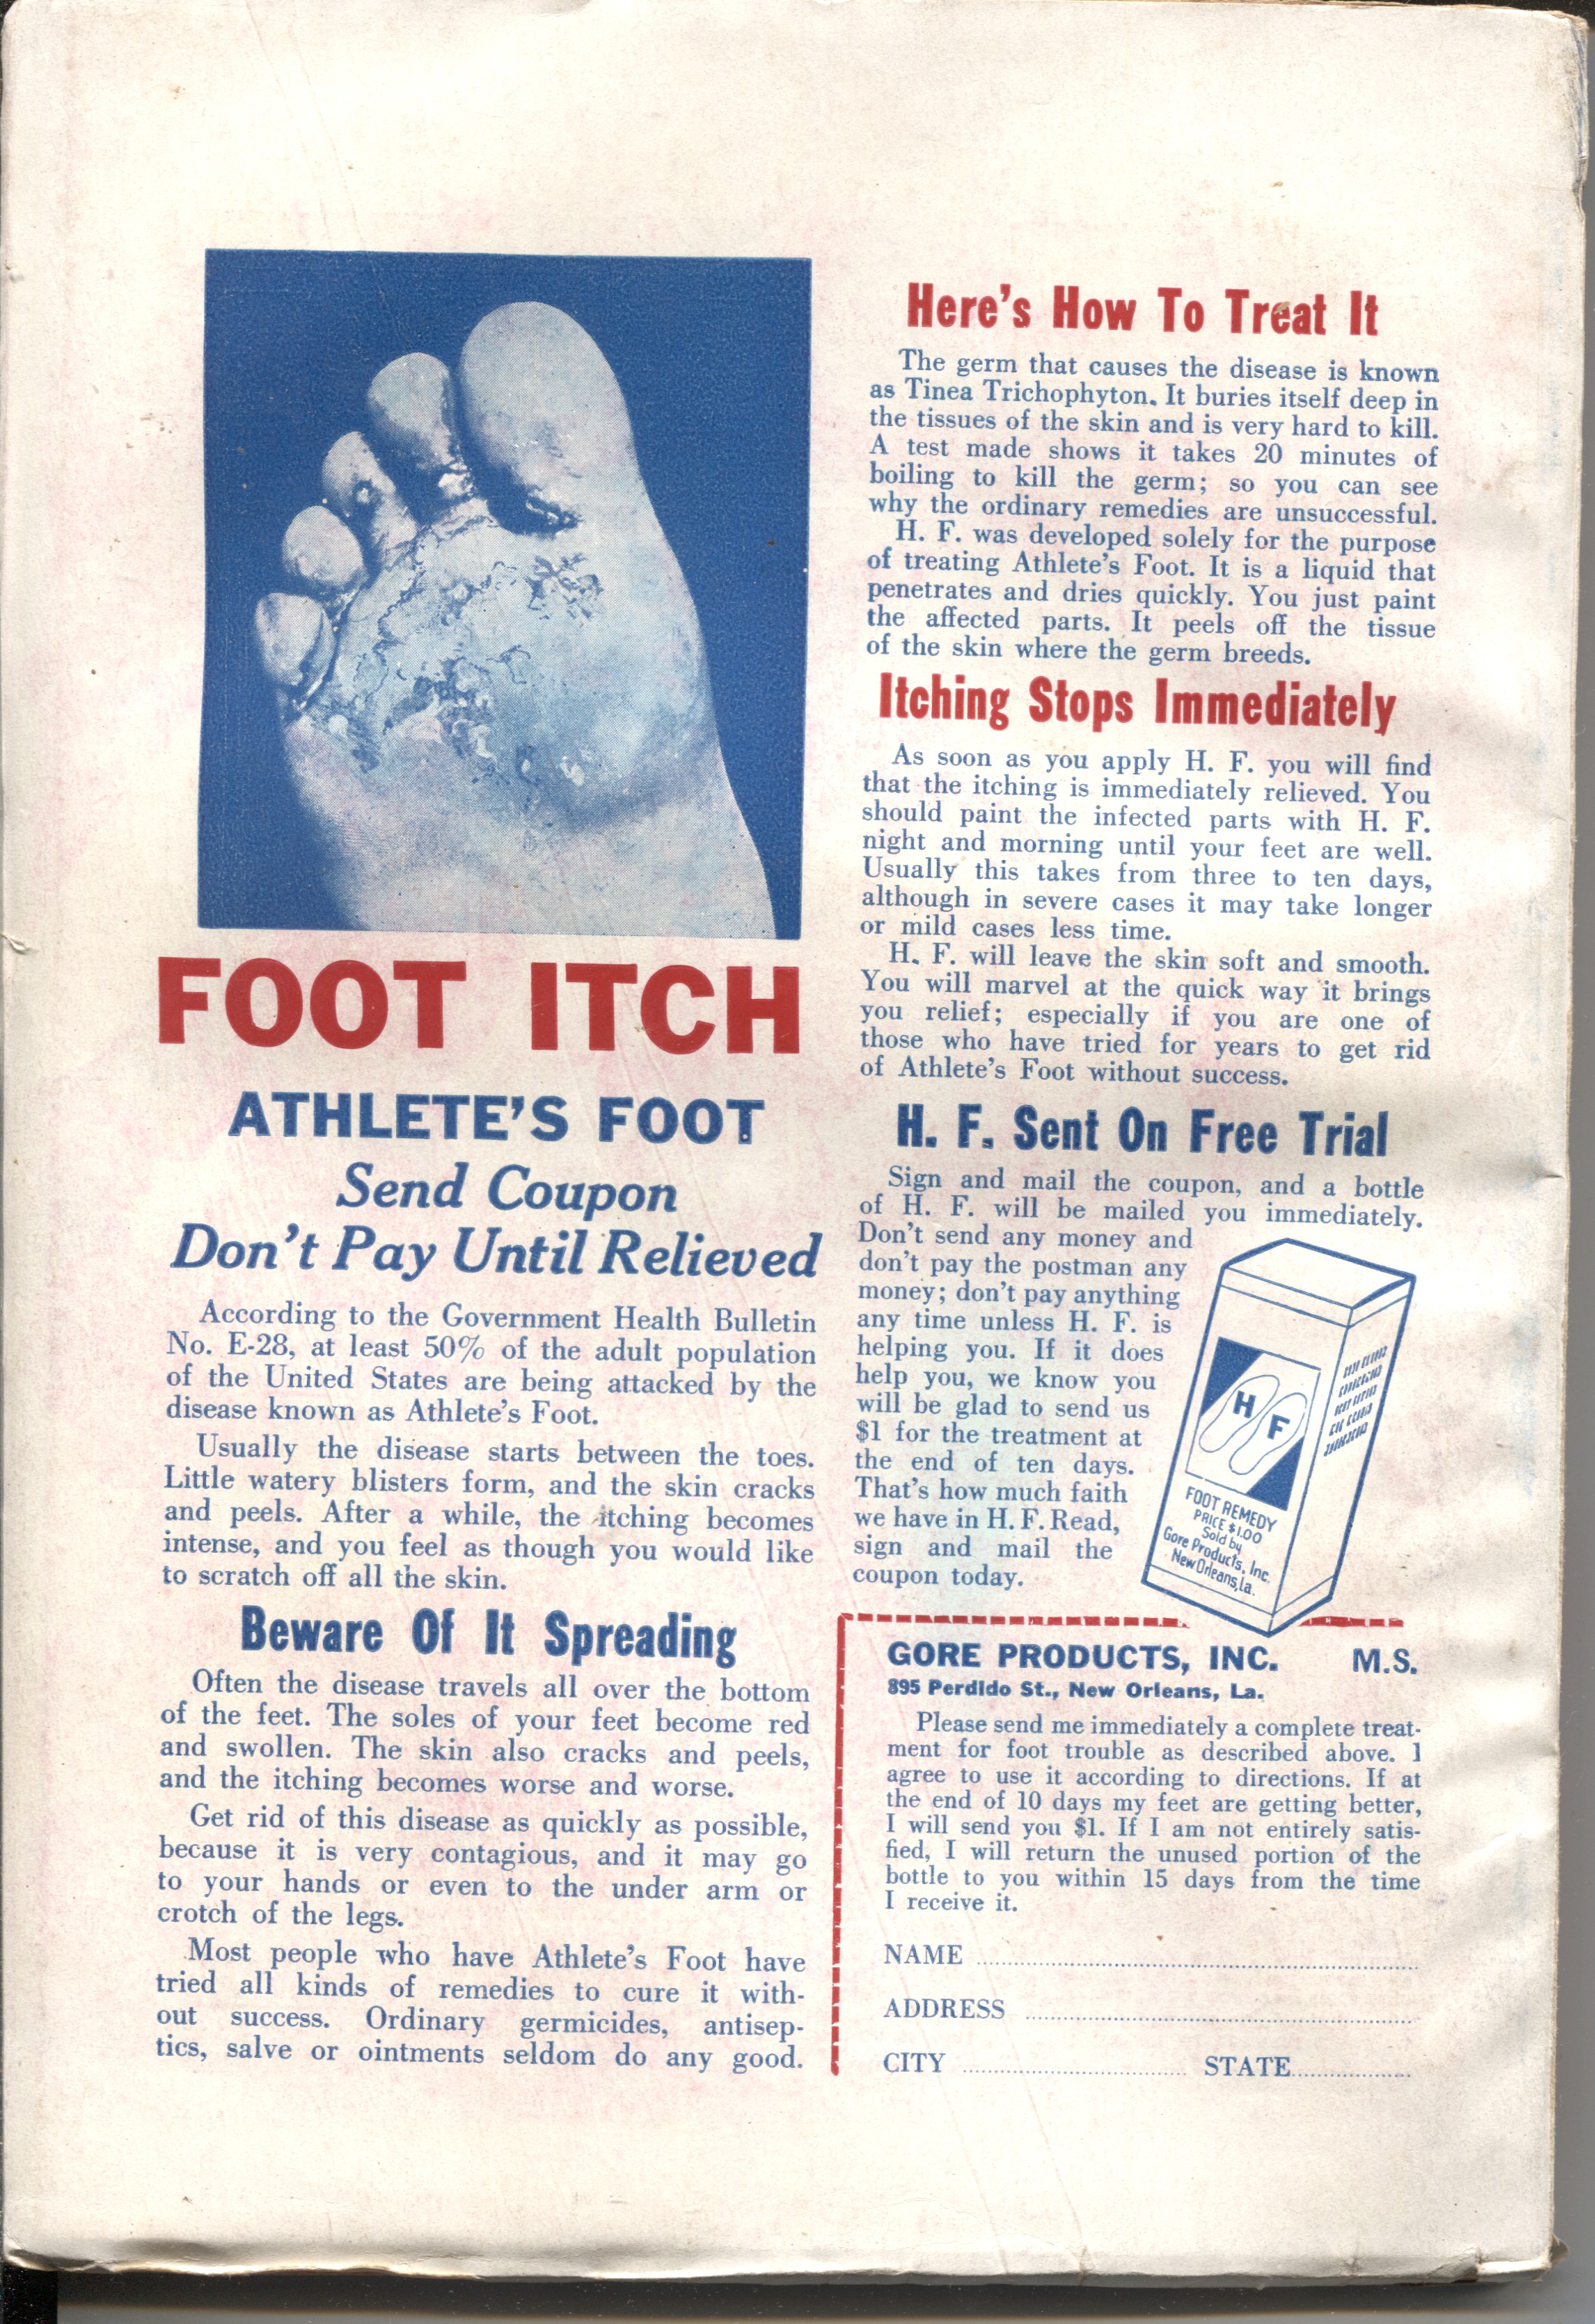 FOOT ITCH
ATHLETE'S FOOT
Send Coupon
Don't Pay Until Relieved
According to the Government Health Bulletin
No. E-28, at least 50% of the adult population
of the United States are being attacked by the
disease known as Athlete's Foot.
Usually the disease starts between the toes.
Little watery blisters form, and the skin cracks
and peels. After a while, the itching becomes
intense, and you feel as though you would like
to scratch off all the skin.
Beware Of It Spreading
Often the disease travels all over the bottom
of the feet. The soles of your feet become red
and swollen. The skin also cracks and peels,
and the itching becomes worse and worse.
Get rid of this disease as quickly as possible,
because it is very contagious, and it may go
to your hands or even to the under arm or
crotch of the legs.
Most people who have Athlete's Foot have
tried all kinds of remedies to cure it with-
out success. Ordinary germicides, antisep-
tics, salve or ointments seldom do any good.
Here's How To Treat It
The germ that causes the disease is known
as Tinea Trichophyton. It buries itself deep in
the tissues of the skin and is very hard to kill.
A test made shows it takes 20 minutes of
boiling to kill the germ; so you can see
why the ordinary remedies are unsuccessful.
H. F. was developed solely for the purpose
of treating Athlete's Foot. It is a liquid that
penetrates and dries quickly. You just paint
the affected parts. It peels off the tissue
of the skin where the germ breeds.
Itching Stops Immediately
As soon as you apply H. F. you will find
that the itching is immediately relieved. You
should paint the infected parts with H. F.
night and morning until your feet are well.
Usually this takes from three to ten days,
although in severe cases it may take longer
or mild cases less time.
H. F. will leave the skin soft and smooth.
You will marvel at the quick way it brings
you relief; especially if you are one of
those who have tried for years to get rid
of Athlete's Foot without success.
H. F. Sent On Free Trial
Sign and mail the coupon, and a bottle
of H. F. will be mailed you immediately.
Don't send any money and
don't pay the postman any
money; don't pay anything
any time unless H. F. is
helping you. If it does
help you, we know you
will be glad to send us
$1 for the treatment at
the end of ten days.
That's how much faith
we have in H. F. Read,
sign and mail the
coupon today.
H F
FOOT REMEDY
PRICE $1.00
Sold by
Gore Products, Inc.
New Orleans, La.
GORE PRODUCTS, INC. M.S.
895 Perdido St., New Orleans, La.
Please send me immediately a complete treat-
ment for foot trouble as described above. I
agree to use it according to directions. If at
the end of 10 days my feet are getting better,
I will send you $1. If I am not entirely satis-
fied, I will return the unused portion of the
bottle to you within 15 days from the time
I receive it.
NAME
ADDRESS
CITY STATE